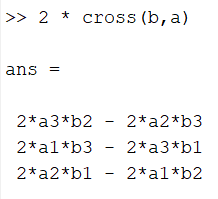 >> 2 * cross(b,a)
ans =
2*a3*b2 - 2*a2*b3
2*a1*b3 - 2*a3*b1
2*a2*b1 - 2*a1*b2